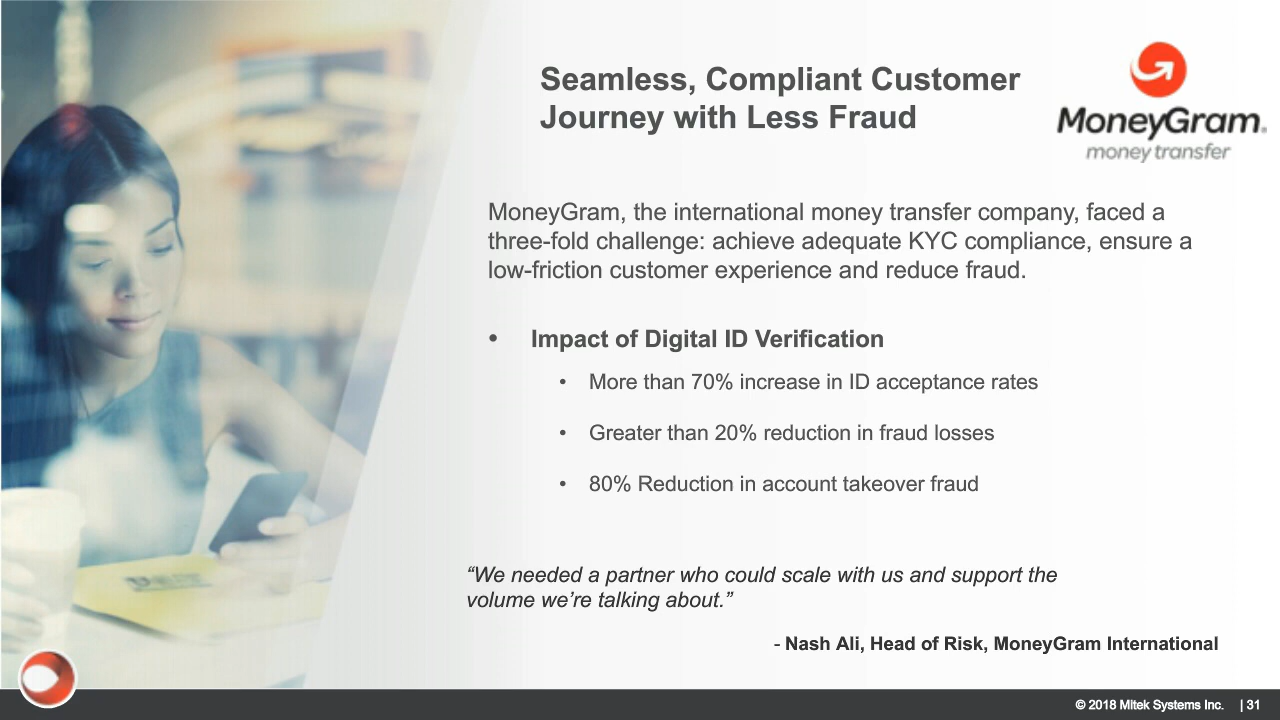 Seamless, Compliant Customer
Journey with Less Fraud
MoneyGram®
money transfer
MoneyGram, the international money transfer company, faced a
three-fold challenge: achieve adequate KYC compliance, ensure a
low-friction customer experience and reduce fraud.
• Impact of Digital ID Verification
• More than 70% increase in ID acceptance rates
• Greater than 20% reduction in fraud losses
• 80% Reduction in account takeover fraud
“We needed a partner who could scale with us and support the
volume we’re talking about.”
- Nash Ali, Head of Risk, MoneyGram International
© 2018 Mitek Systems Inc. | 31